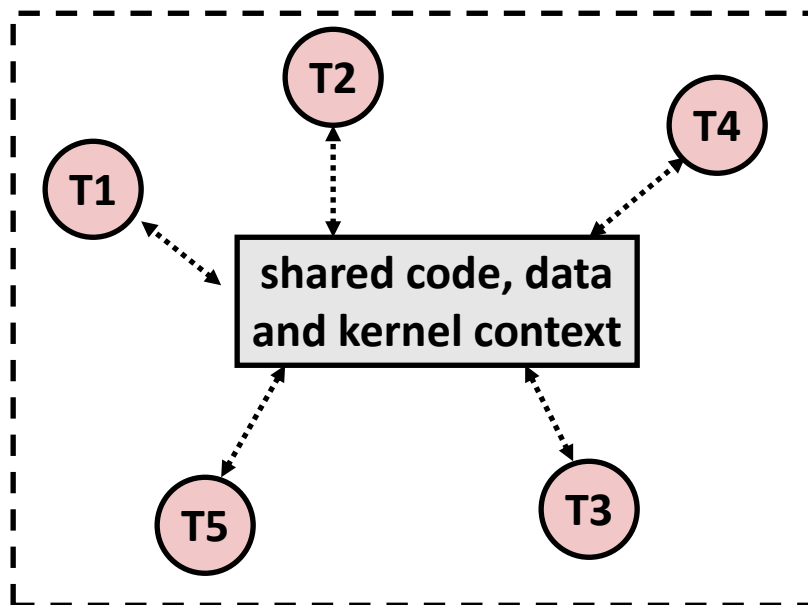 T2
T4
T1
shared code, data
and kernel context
T5
T3